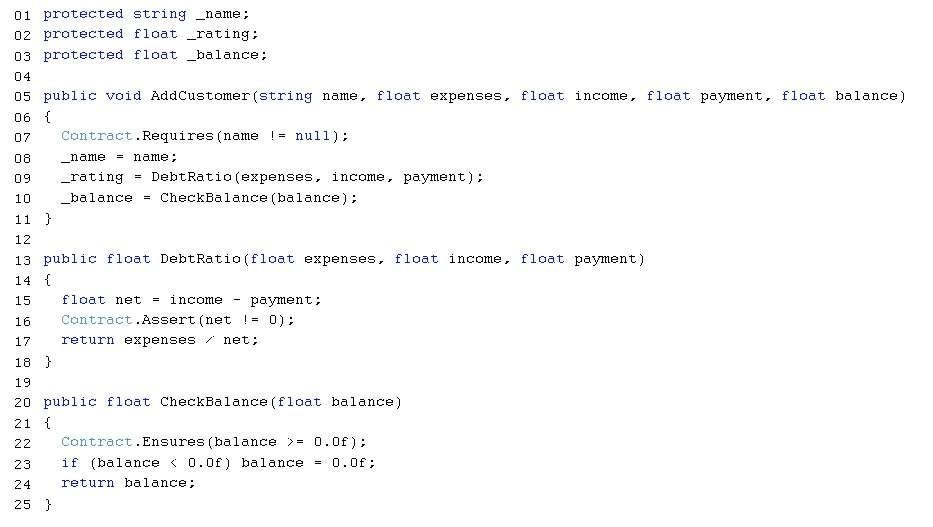 01 protected string _name;
02 protected float _rating;
03 protected float _balance;
04
05 public void AddCustomer(string name, float expenses, float income, float payment, float balance)
06 {
07   Contract.Requires(name != null);
08   _name = name;
09   _rating = DebtRatio(expenses, income, payment);
10   _balance = CheckBalance(balance);
11 }
12
13 public float DebtRatio(float expenses, float income, float payment)
14 {
15   float net = income - payment;
16   Contract.Assert(net != 0);
17   return expenses / net;
18 }
19
20 public float CheckBalance(float balance)
21 {
22   Contract.Ensures(balance >= 0.0f);
23   if (balance < 0.0f) balance = 0.0f;
24   return balance;
25 }